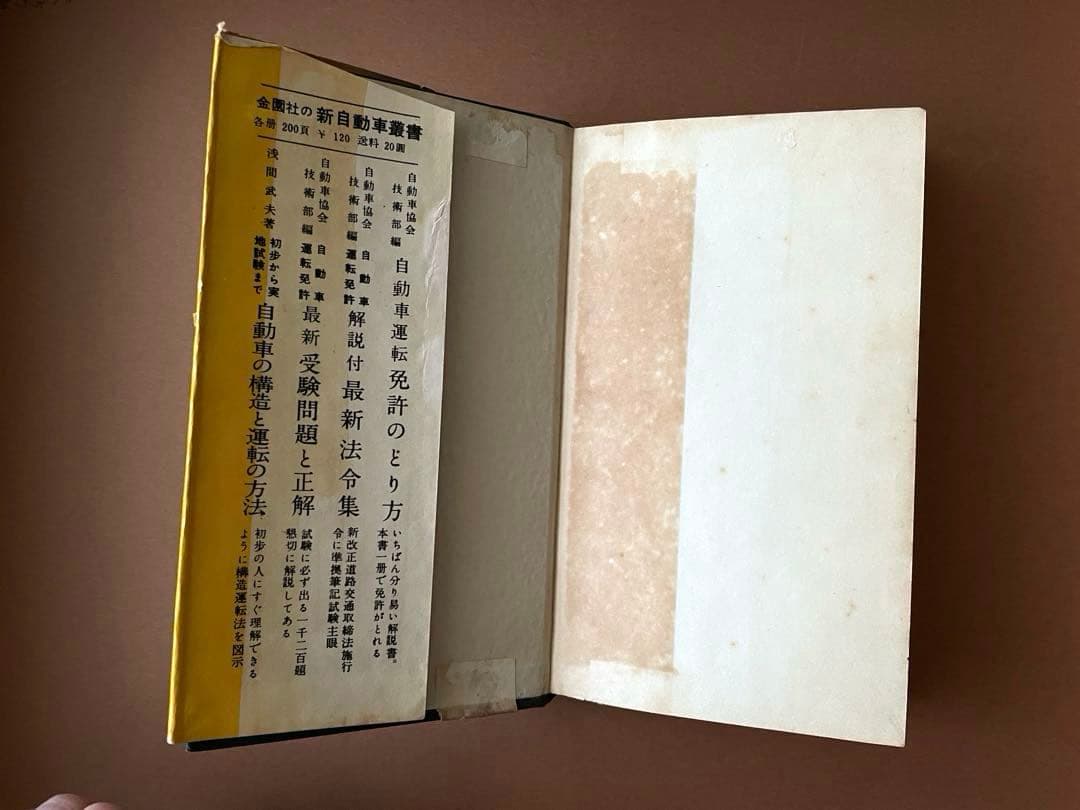 金園社の新自動車叢書
各册 200頁 ¥ 120 送料 20圓
自動車協会
技術部編
自動車運転免許のとり方
いちばん分り易い解説書。
本書一冊で免許がとれる
自動車協会
技術部編
自動車
運転免許
解説付最新法令集
新改正道路交通取締法施行
令に準拠筆記試験主眼
自動車協会
技術部編
自動車
運転免許
最新受験問題と正解
試験に必ず出る一千二百題
懇切に解説してある
浅間武夫著
初歩から実
地試験まで
自動車の構造と運転の方法
初歩の人にすぐ理解できる
ように構造運転法を図示